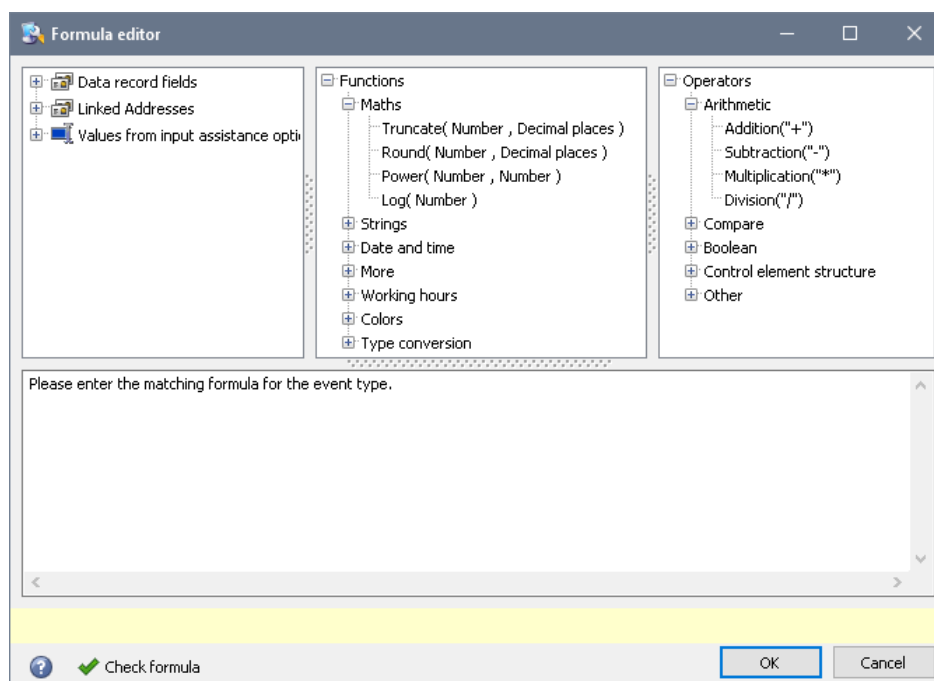 Formula editor
Data record fields
Linked Addresses
Values from input assistance opti
Functions
Maths
Truncate( Number , Decimal places )
Round( Number , Decimal places )
Power( Number , Number )
Log( Number )
Strings
Date and time
More
Working hours
Colors
Type conversion
Operators
Arithmetic
Addition("+")
Subtraction("-")
Multiplication("*")
Division("/")
Compare
Boolean
Control element structure
Other
Please enter the matching formula for the event type.
Check formula
OK
Cancel